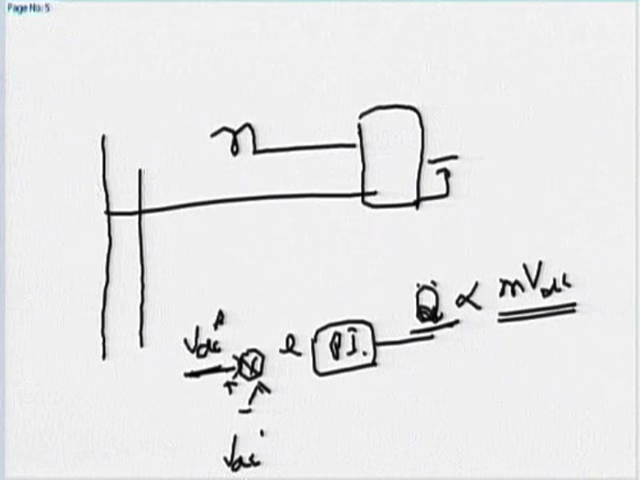 Page No: 5
Q ∝ mVdc
Vdc* e PI.
Vdc